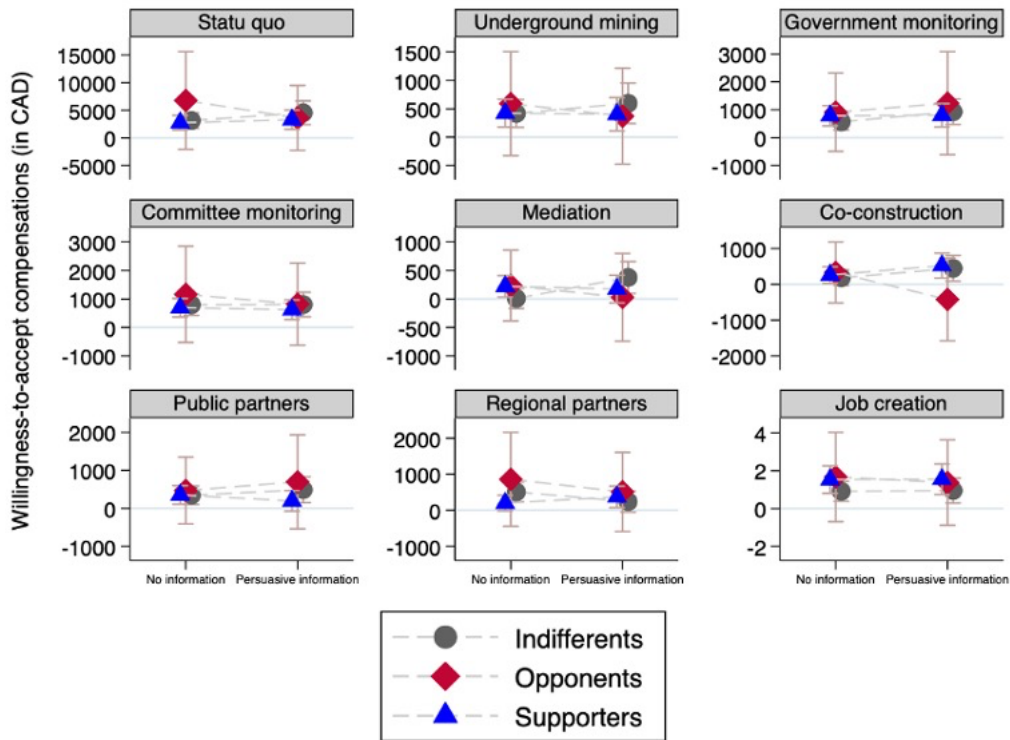 Willingness-to-accept compensations (in CAD)
Statu quo
15000
10000
5000
0
-5000
Underground mining
1500
1000
500
0
-500
Government monitoring
3000
2000
1000
0
-1000
Committee monitoring
3000
2000
1000
0
-1000
Mediation
1000
500
0
-500
-1000
Co-construction
1000
0
-1000
-2000
Public partners
2000
1000
0
-1000
No information Persuasive information
Regional partners
2000
1000
0
-1000
No information Persuasive information
Job creation
4
2
0
-2
No information Persuasive information
Indifferents
Opponents
Supporters